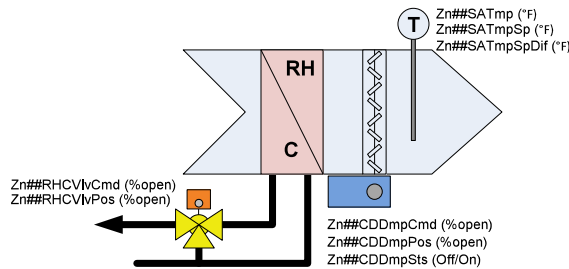 Zn##SATmp (°F)
T
Zn##SATmpSp (°F)
Zn##SATmpSpDif (°F)
RH
C
Zn##RHCVlvCmd (%open)
Zn##RHCVlvPos (%open)
Zn##CDDmpCmd (%open)
Zn##CDDmpPos (%open)
Zn##CDDmpSts (Off/On)